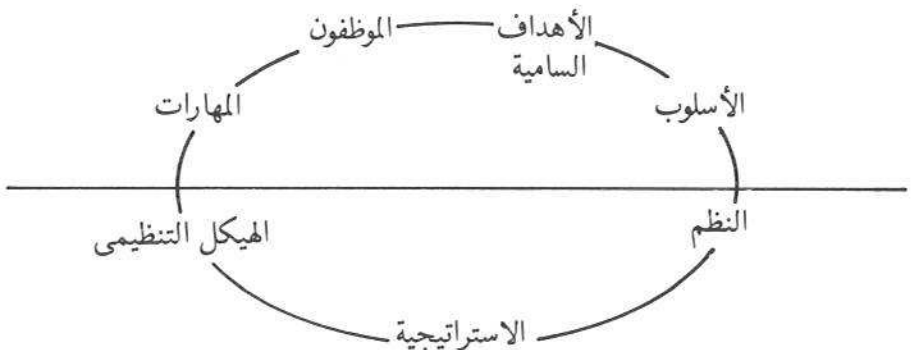 الأهداف
السامية
الموظفون
الأسلوب
المهارات
النظم
الهيكل التنظيمى
الاستراتيجية